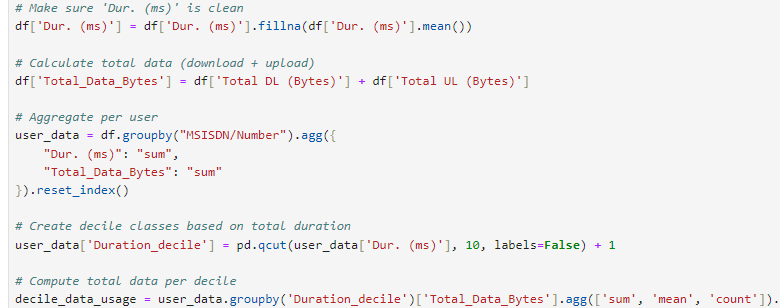 # Make sure 'Dur. (ms)' is clean
df['Dur. (ms)'] = df['Dur. (ms)'].fillna(df['Dur. (ms)'].mean())
# Calculate total data (download + upload)
df['Total_Data_Bytes'] = df['Total DL (Bytes)'] + df['Total UL (Bytes)']
# Aggregate per user
user_data = df.groupby("MSISDN/Number").agg({
    "Dur. (ms)": "sum",
    "Total_Data_Bytes": "sum"
}).reset_index()
# Create decile classes based on total duration
user_data['Duration_decile'] = pd.qcut(user_data['Dur. (ms)'], 10, labels=False) + 1
# Compute total data per decile
decile_data_usage = user_data.groupby('Duration_decile')['Total_Data_Bytes'].agg(['sum', 'mean', 'count']).